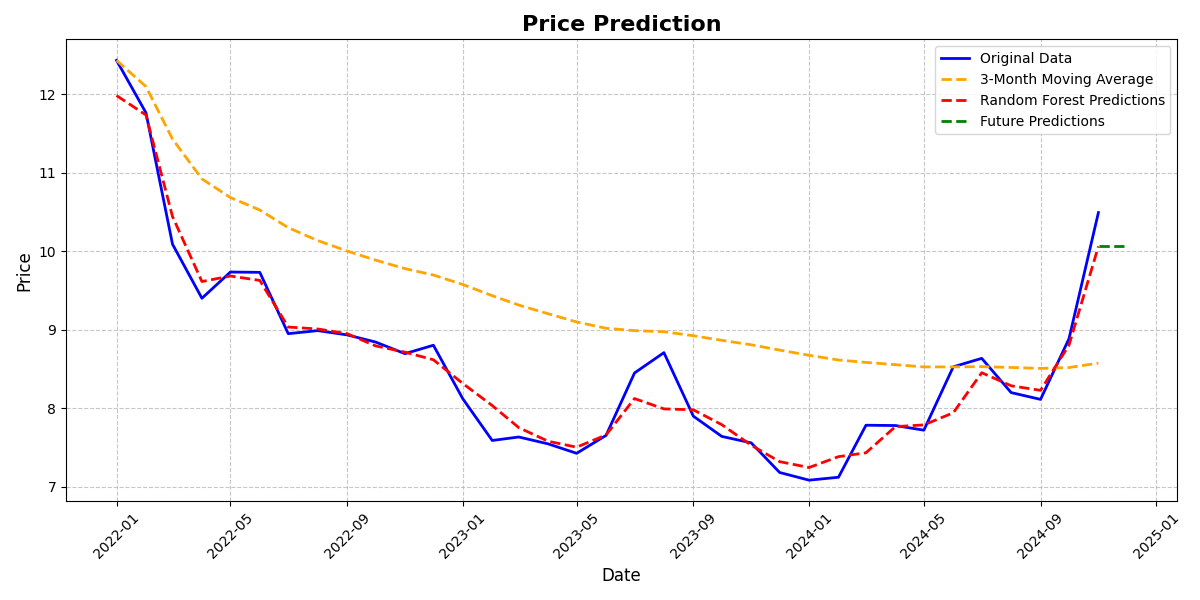 Price Prediction
Original Data
3-Month Moving Average
Random Forest Predictions
Future Predictions
Price
12
11
10
9
8
7
2022-01
2022-05
2022-09
2023-01
2023-05
2023-09
2024-01
2024-05
2024-09
2025-01
Date